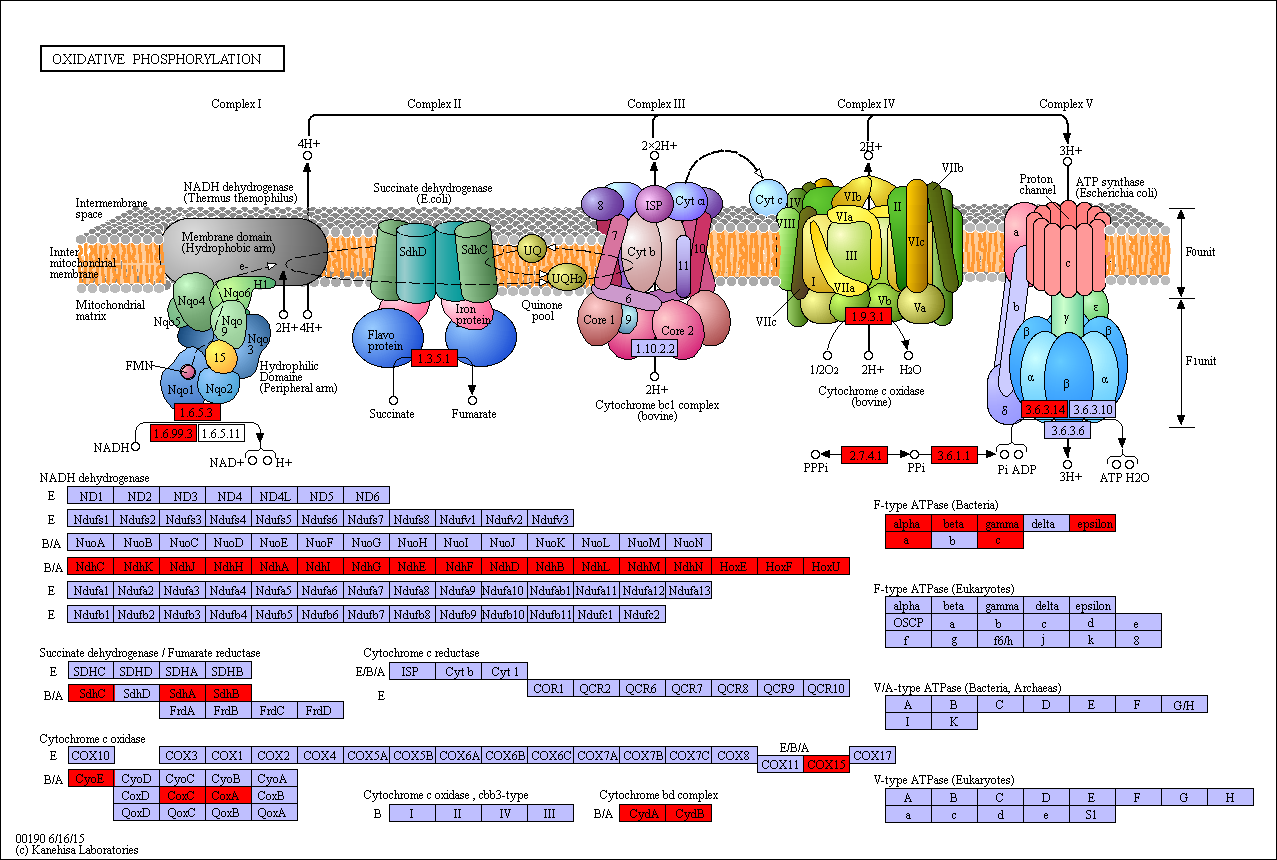 OXIDATIVE PHOSPHORYLATION
Complex I Complex II Complex III Complex IV Complex V
4H+ 2×2H+ 2H+ 3H+
NADH dehydrogenase
(Thermus themophilus)
Succinate dehydrogenase
(E.coli)
Proton
channel
ATP synthase
(Escherichia coli)
Intermembrane
space
Innter
mitochondrial
membrane
Mitochondrial
matrix
Membrane domain
(Hydrophobic arm)
e-
H1
Nqo4
Nqo6
Nqo5
Nqo
9
Nqo
3
15
FMN
Nqo1
Nqo2
Hydrophilic
Domaine
(Peripheral arm)
2H+ 4H+
1.6.5.3
1.6.99.3 1.6.5.11
NADH
NAD+ H+
SdhD SdhC
Flavo
protein
Iron
protein
1.3.5.1
Succinate Fumarate
UQ
UQH2
Quinone
pool
8 ISP Cyt c1
7 Cyt b 10
11
6
Core 1 9 Core 2
1.10.2.2
2H+
Cytochrome bc1 complex
(bovine)
Cyt c
VIIb
IV VIb II
VIII VIa
III VIc
I VIIa
VIIc Vb Va
1.9.3.1
1/2O2 2H+ H2O
Cytochrome c oxidase
(bovine)
a c
b
γ ε
β β
α β α
δ
F0unit
F1unit
3.6.3.14 3.6.3.10
3.6.3.6
PPPi 2.7.4.1 PPi 3.6.1.1 Pi ADP
3H+
ATP H2O
NADH dehydrogenase
E ND1 ND2 ND3 ND4 ND4L ND5 ND6
E Ndufs1 Ndufs2 Ndufs3 Ndufs4 Ndufs5 Ndufs6 Ndufs7 Ndufs8 Ndufv1 Ndufv2 Ndufv3
B/A NuoA NuoB NuoC NuoD NuoE NuoF NuoG NuoH NuoI NuoJ NuoK NuoL NuoM NuoN
B/A NdhC NdhK NdhJ NdhH NdhA NdhI NdhG NdhE NdhF NdhD NdhB NdhL NdhM NdhN HoxE HoxF HoxU
E Ndufa1 Ndufa2 Ndufa3 Ndufa4 Ndufa5 Ndufa6 Ndufa7 Ndufa8 Ndufa9 Ndufa10 Ndufab1 Ndufa11 Ndufa12 Ndufa13
E Ndufb1 Ndufb2 Ndufb3 Ndufb4 Ndufb5 Ndufb6 Ndufb7 Ndufb8 Ndufb9 Ndufb10 Ndufb11 Ndufc1 Ndufc2
Succinate dehydrogenase / Fumarate reductase
E SDHC SDHD SDHA SDHB
B/A SdhC SdhD SdhA SdhB
FrdA FrdB FrdC FrdD
Cytochrome c reductase
E/B/A ISP Cyt b Cyt 1
E COR1 QCR2 QCR6 QCR7 QCR8 QCR9 QCR10
Cytochrome c oxidase
E COX10 COX3 COX1 COX2 COX4 COX5A COX5B COX6A COX6B COX6C COX7A COX7B COX7C COX8
E/B/A
COX11 COX15
COX17
B/A CyoE CyoD CyoC CyoB CyoA
CoxD CoxC CoxA CoxB
QoxD QoxC QoxB QoxA
Cytochrome c oxidase , cbb3-type
B I II IV III
Cytochrome bd complex
B/A CydA CydB
F-type ATPase (Bacteria)
alpha beta gamma delta epsilon
a b c
F-type ATPase (Eukaryotes)
alpha beta gamma delta epsilon
OSCP a b c d e
f g f6/h j k 8
V/A-type ATPase (Bacteria, Archaeas)
A B C D E F G/H
I K
V-type ATPase (Eukaryotes)
A B C D E F G H
a c d e S1
00190 6/16/15
(c) Kanehisa Laboratories